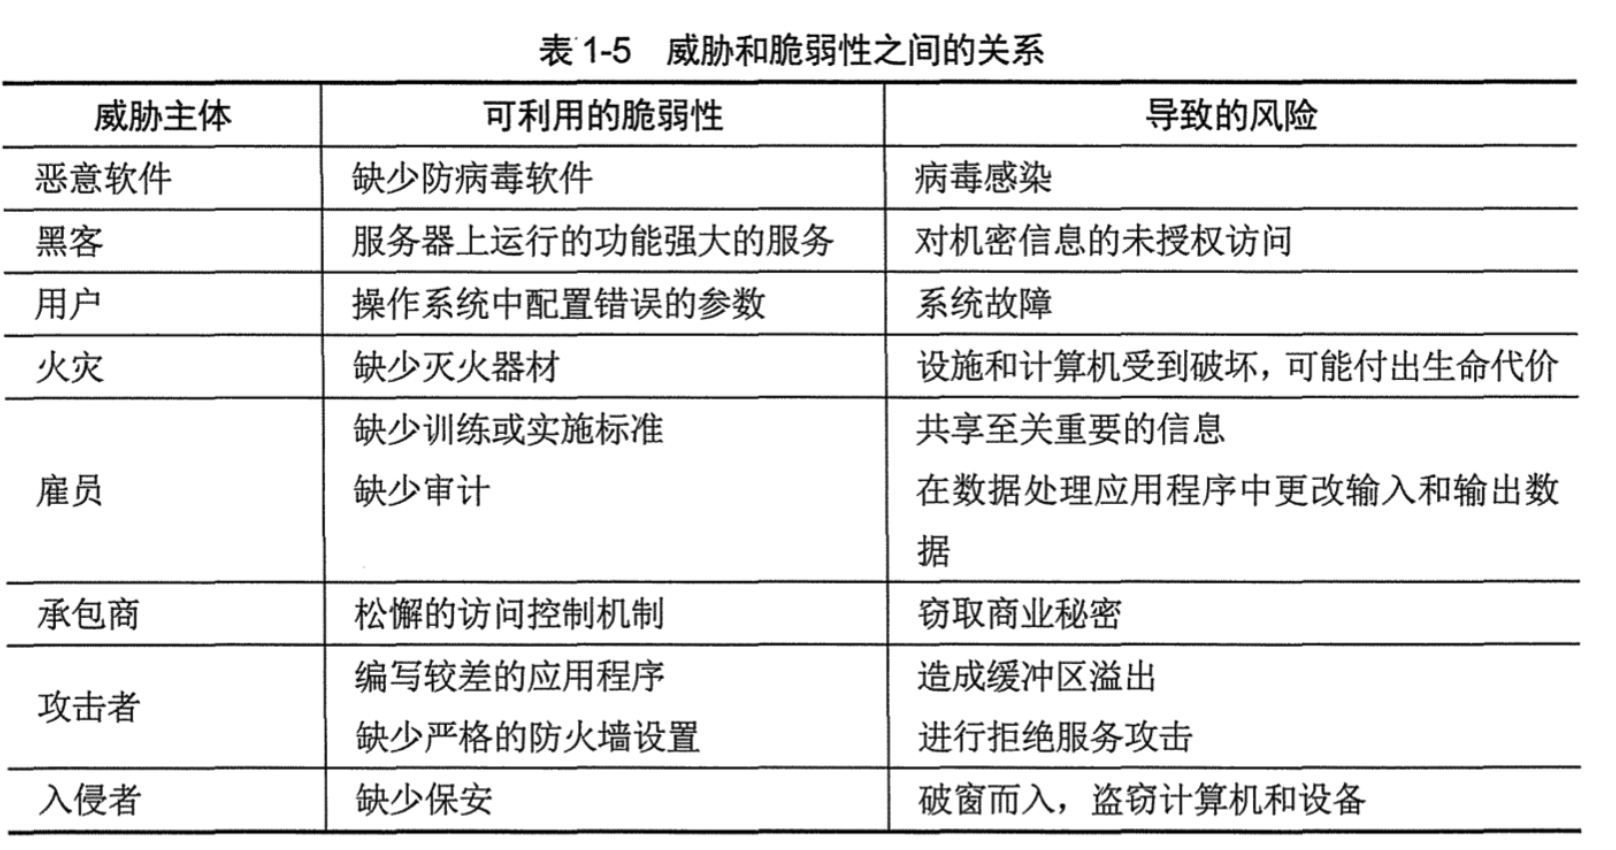 表1-5 威胁和脆弱性之间的关系
威胁主体 可利用的脆弱性 导致的风险
恶意软件 缺少防病毒软件 病毒感染
黑客 服务器上运行的功能强大的服务 对机密信息的未授权访问
用户 操作系统中配置错误的参数 系统故障
火灾 缺少灭火器材 设施和计算机受到破坏，可能付出生命代价
缺少训练或实施标准 共享至关重要的信息
雇员 缺少审计 在数据处理应用程序中更改输入和输出数
据
承包商 松懈的访问控制机制 窃取商业秘密
编写较差的应用程序 造成缓冲区溢出
攻击者
缺少严格的防火墙设置 进行拒绝服务攻击
入侵者 缺少保安 破窗而入，盗窃计算机和设备